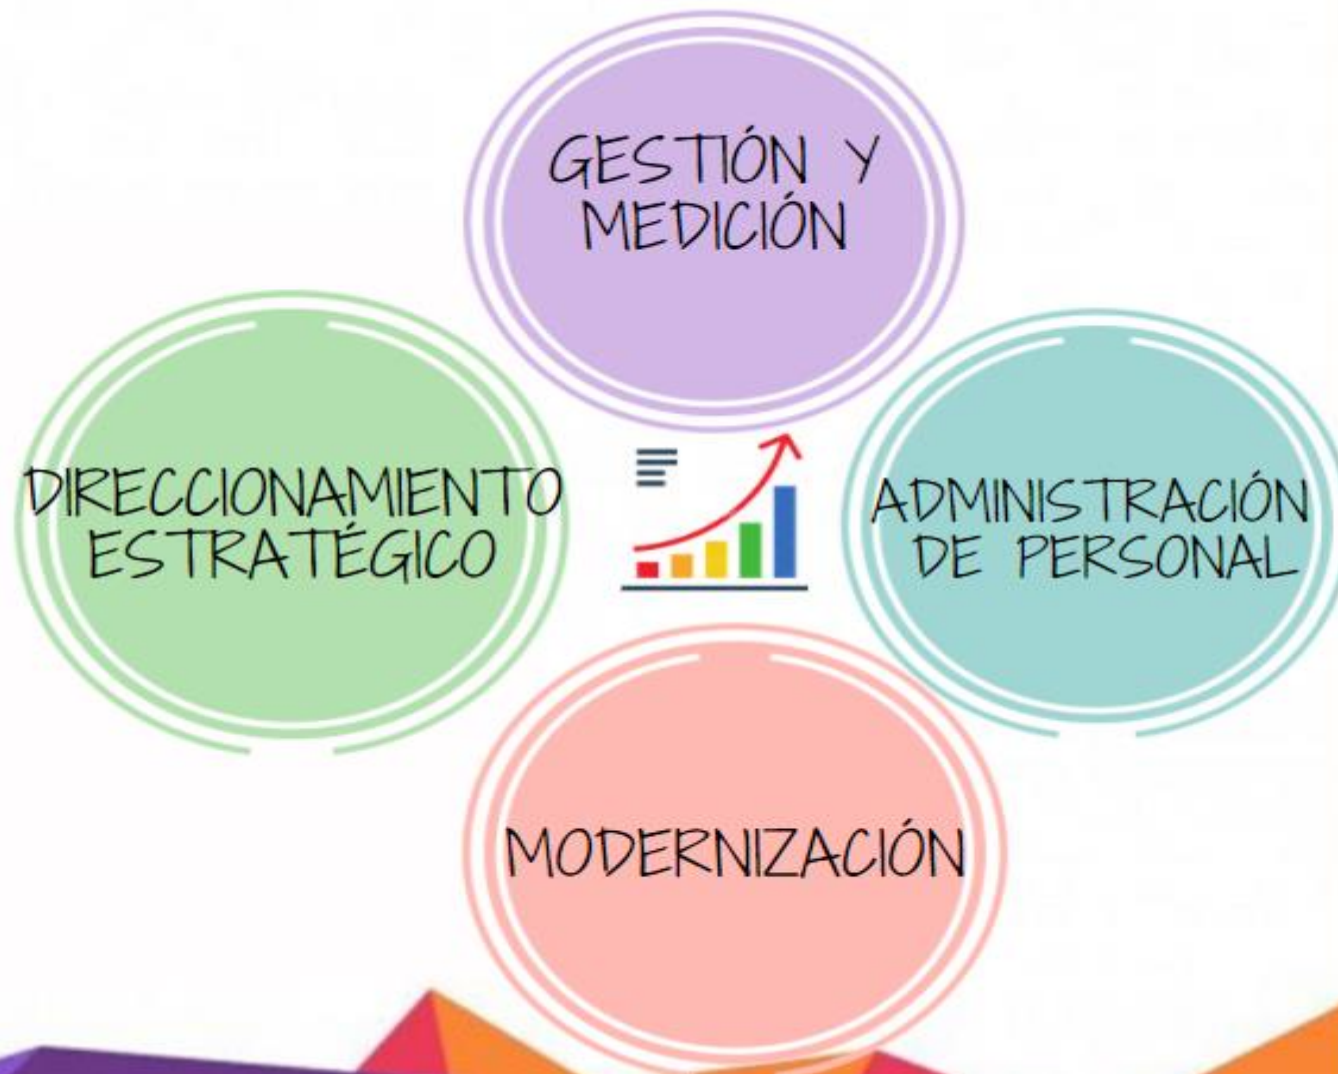 GESTIÓN Y
MEDICIÓN
DIRECCIONAMIENTO
ESTRATÉGICO
ADMINISTRACIÓN
DE PERSONAL
MODERNIZACIÓN